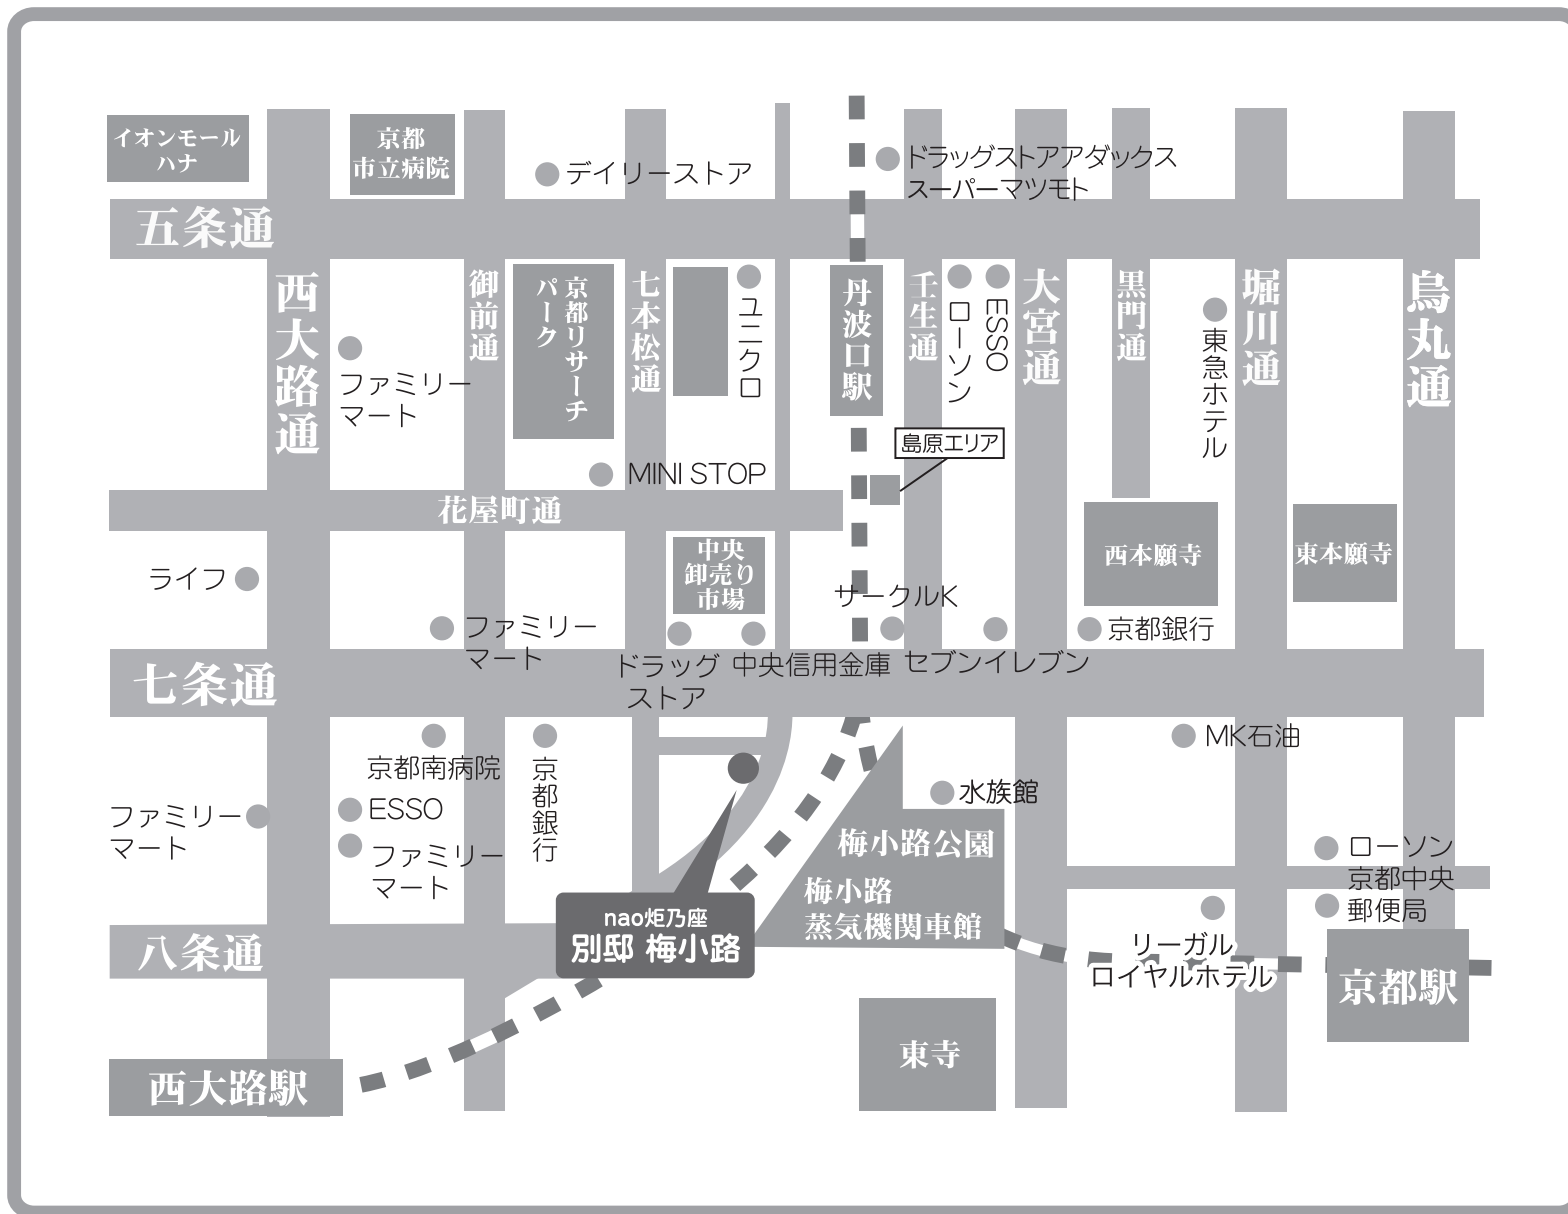 イオンモール
ハナ
京都
市立病院
デイリーストア
ドラッグストアアダックス
スーパーマツモト
五条通
西大路通
御前通
京都リサーチ
パーク
七本松通
ユニクロ
丹波口駅
壬生通
ローソン
ESSO
大宮通
黒門通
東急ホテル
堀川通
烏丸通
ファミリー
マート
島原エリア
MINI STOP
花屋町通
中央
卸売り
市場
西本願寺
東本願寺
ライフ
サークルK
ファミリー
マート
京都銀行
ドラッグ
ストア
中央信用金庫
セブンイレブン
七条通
京都南病院
京都銀行
MK石油
水族館
ESSO
ファミリー
マート
ファミリー
マート
梅小路公園
梅小路
蒸気機関車館
ローソン
京都中央
郵便局
nao炬乃座
別邸 梅小路
八条通
リーガル
ロイヤルホテル
京都駅
東寺
西大路駅